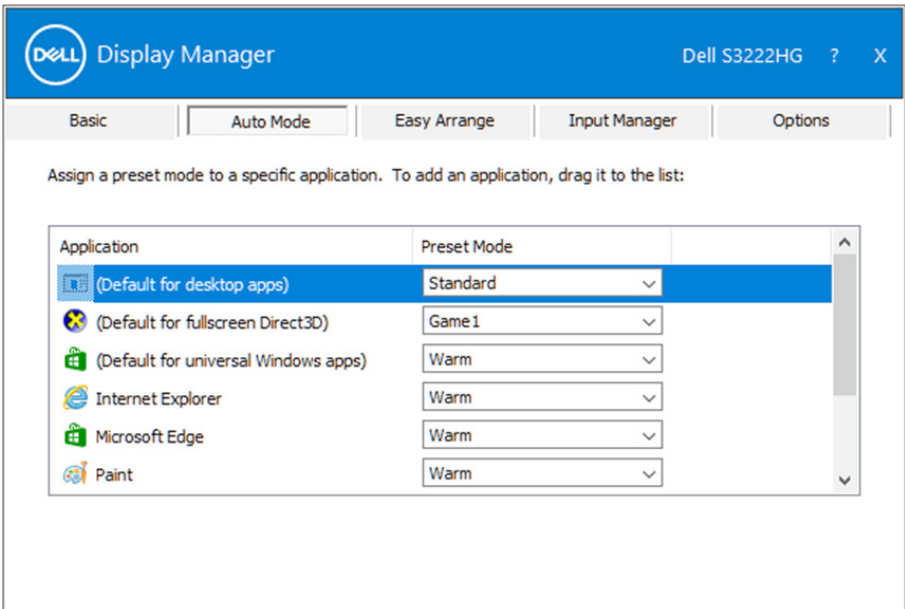 DELL Display Manager Dell S3222HG ? X
Basic Auto Mode Easy Arrange Input Manager Options
Assign a preset mode to a specific application. To add an application, drag it to the list:
Application Preset Mode
(Default for desktop apps) Standard
(Default for fullscreen Direct3D) Game1
(Default for universal Windows apps) Warm
Internet Explorer Warm
Microsoft Edge Warm
Paint Warm